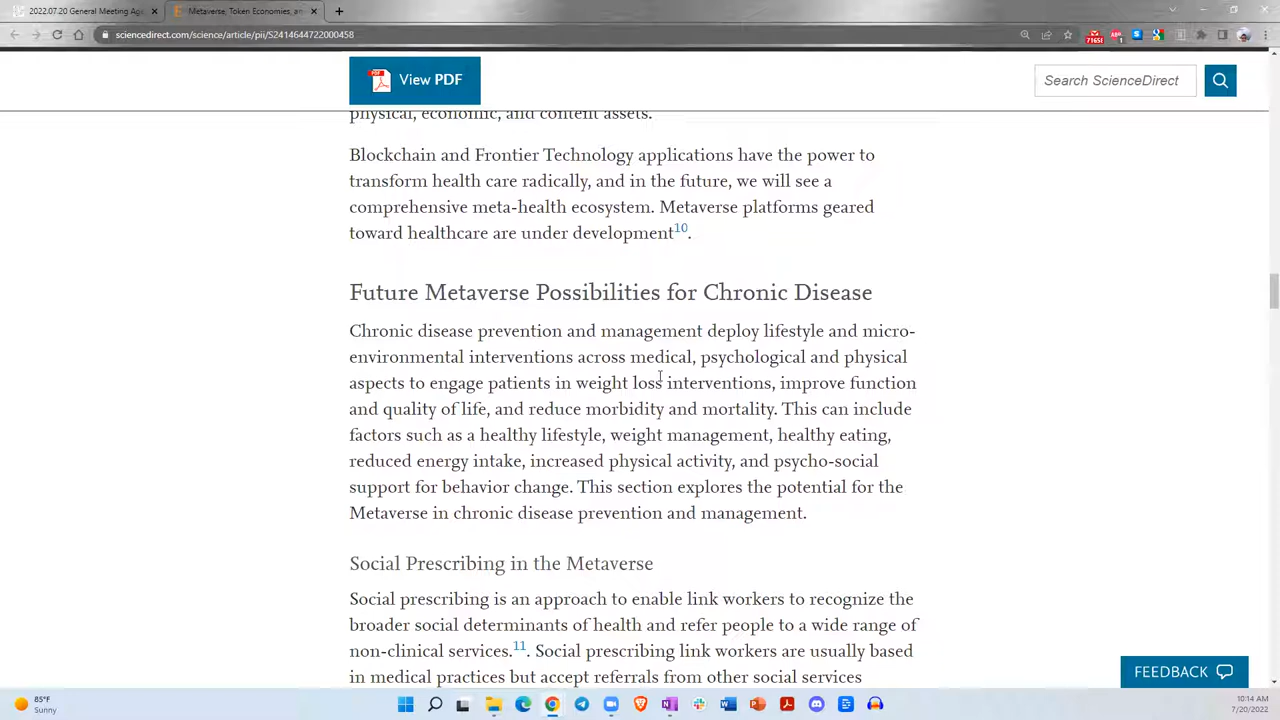 2022.07.20 General Meeting Age
Metaverse, Token Economies, an
sciencedirect.com/science/article/pii/S2414644722000458
View PDF
Search ScienceDirect
physical, economic, and content assets.
Blockchain and Frontier Technology applications have the power to
transform health care radically, and in the future, we will see a
comprehensive meta-health ecosystem. Metaverse platforms geared
toward healthcare are under development10.
Future Metaverse Possibilities for Chronic Disease
Chronic disease prevention and management deploy lifestyle and micro-
environmental interventions across medical, psychological and physical
aspects to engage patients in weight loss interventions, improve function
and quality of life, and reduce morbidity and mortality. This can include
factors such as a healthy lifestyle, weight management, healthy eating,
reduced energy intake, increased physical activity, and psycho-social
support for behavior change. This section explores the potential for the
Metaverse in chronic disease prevention and management.
Social Prescribing in the Metaverse
Social prescribing is an approach to enable link workers to recognize the
broader social determinants of health and refer people to a wide range of
non-clinical services.11. Social prescribing link workers are usually based
in medical practices but accept referrals from other social services
FEEDBACK
85°F
Sunny
10:14 AM
7/20/2022